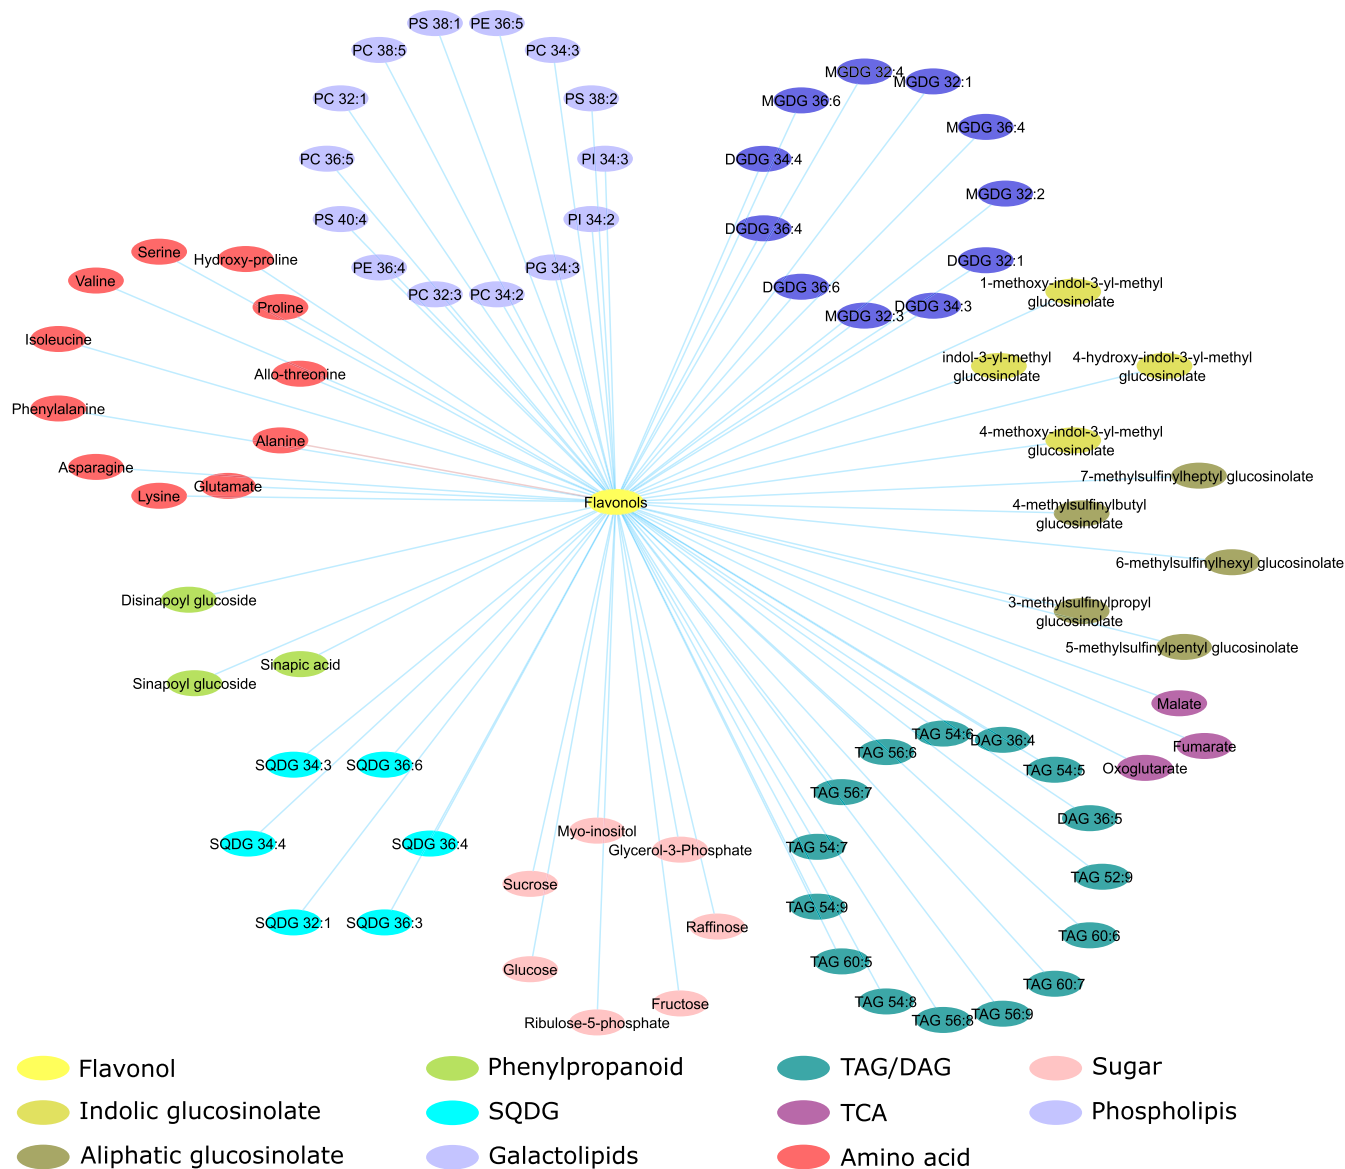 PS 38:1
PE 36:5
PC 38:5
PC 34:3
PC 32:1
PS 38:2
PC 36:5
PI 34:3
PS 40:4
PI 34:2
PE 36:4
PG 34:3
PC 32:3
PC 34:2
MGDG 32:4
MGDG 32:1
MGDG 36:6
MGDG 36:4
DGDG 34:4
MGDG 32:2
DGDG 36:4
DGDG 32:1
DGDG 36:6
DGDG 34:3
MGDG 32:3
Serine
Hydroxy-proline
Valine
Proline
Isoleucine
Allo-threonine
Phenylalanine
Alanine
Asparagine
Glutamate
Lysine
Flavonols
1-methoxy-indol-3-yl-methyl
glucosinolate
indol-3-yl-methyl
glucosinolate
4-hydroxy-indol-3-yl-methyl
glucosinolate
4-methoxy-indol-3-yl-methyl
glucosinolate
7-methylsulfinylheptyl glucosinolate
4-methylsulfinylbutyl
glucosinolate
6-methylsulfinylhexyl glucosinolate
3-methylsulfinylpropyl
glucosinolate
5-methylsulfinylpentyl glucosinolate
Disinapoyl glucoside
Sinapic acid
Sinapoyl glucoside
Malate
Fumarate
Oxoglutarate
SQDG 34:3
SQDG 36:6
SQDG 34:4
SQDG 36:4
SQDG 32:1
SQDG 36:3
Myo-inositol
Glycerol-3-Phosphate
Sucrose
Raffinose
Glucose
Fructose
Ribulose-5-phosphate
TAG 54:6
DAG 36:4
TAG 56:6
TAG 54:5
TAG 56:7
DAG 36:5
TAG 54:7
TAG 52:9
TAG 54:9
TAG 60:6
TAG 60:5
TAG 60:7
TAG 54:8
TAG 56:9
TAG 56:8
Flavonol
Phenylpropanoid
TAG/DAG
Sugar
Indolic glucosinolate
SQDG
TCA
Phospholipis
Aliphatic glucosinolate
Galactolipids
Amino acid